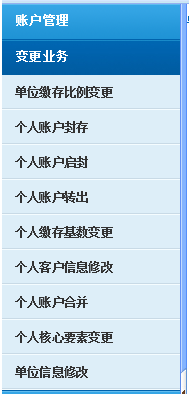 账户管理
变更业务
单位缴存比例变更
个人账户封存
个人账户启封
个人账户转出
个人缴存基数变更
个人客户信息修改
个人账户合并
个人核心要素变更
单位信息修改